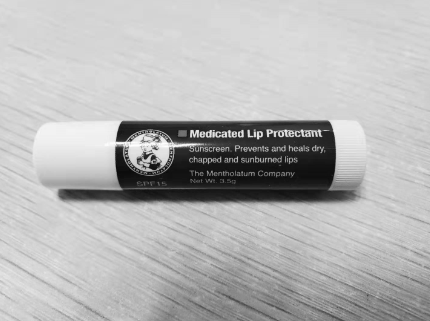 Medicated Lip Protectant™
Sunscreen. Prevents and heals dry,
chapped and sunburned lips
The Mentholatum Company
Net Wt. 3.5g
SPF15